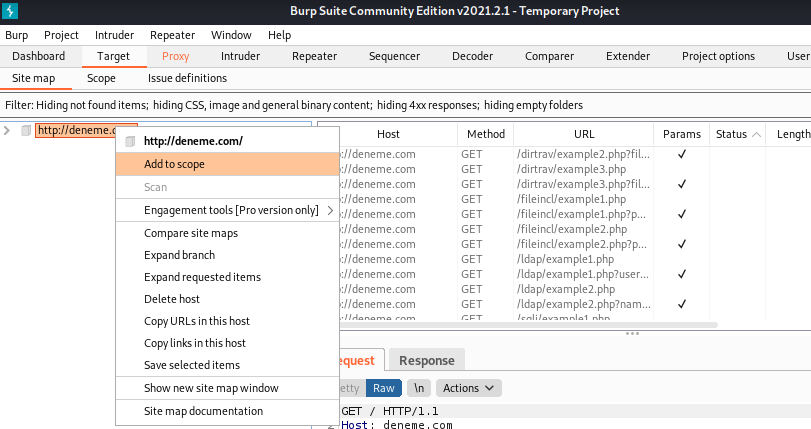 Burp Suite Community Edition v2021.2.1 - Temporary Project
Burp Project Intruder Repeater Window Help
Dashboard Target Proxy Intruder Repeater Sequencer Decoder Comparer Extender Project options User
Site map Scope Issue definitions
Filter: Hiding not found items; hiding CSS, image and general binary content; hiding 4xx responses; hiding empty folders
http://deneme.c
http://deneme.com/
Add to scope
Scan
Engagement tools [Pro version only]
Compare site maps
Expand branch
Expand requested items
Delete host
Copy URLs in this host
Copy links in this host
Save selected items
Show new site map window
Site map documentation
Host Method URL Params Status Length
://deneme.com GET /dirtrav/example2.php?fil... ✓
://deneme.com GET /dirtrav/example3.php
://deneme.com GET /dirtrav/example3.php?fil... ✓
://deneme.com GET /fileincl/example1.php
://deneme.com GET /fileincl/example1.php?p... ✓
://deneme.com GET /fileincl/example2.php
://deneme.com GET /fileincl/example2.php?p... ✓
://deneme.com GET /ldap/example1.php
://deneme.com GET /ldap/example1.php?user... ✓
://deneme.com GET /ldap/example2.php
://deneme.com GET /ldap/example2.php?nam... ✓
://deneme.com GET /sqli/example1.php
equest Response
etty Raw \n Actions
GET / HTTP/1.1
2 Host: deneme.com